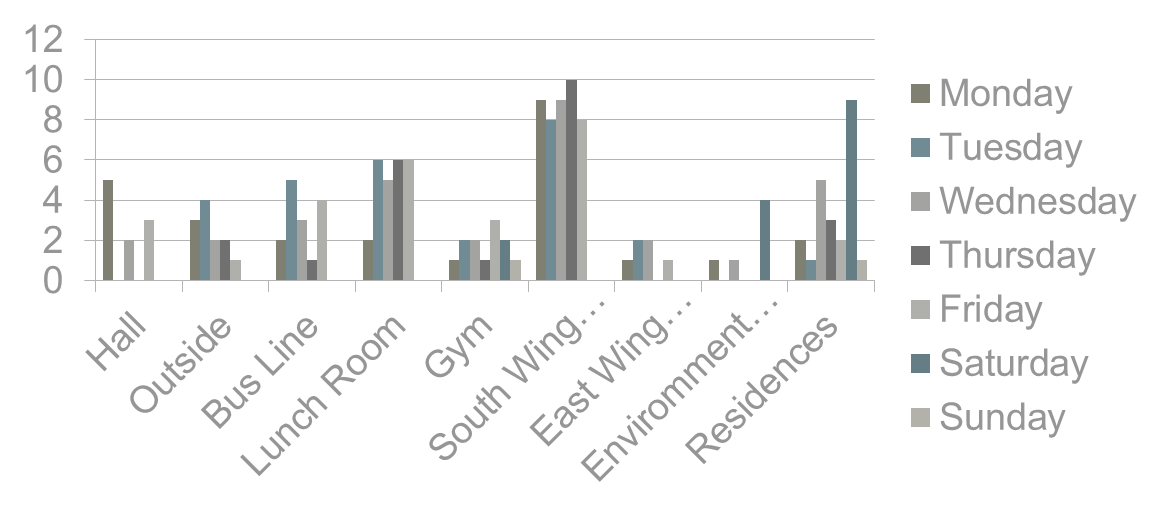 12
10
8
6
4
2
0
Hall
Outside
Bus Line
Lunch Room
Gym
South Wing…
East Wing…
Enviromment…
Residences
Monday
Tuesday
Wednesday
Thursday
Friday
Saturday
Sunday